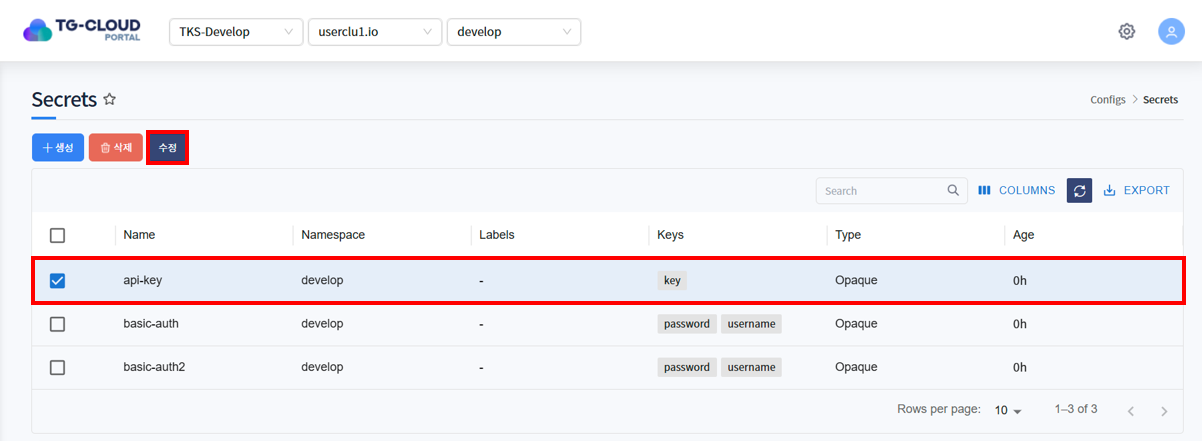 TG-CLOUD
PORTAL
TKS-Develop userclu1.io develop
Secrets
Configs > Secrets
+ 생성 삭제 수정
Search COLUMNS EXPORT
Name Namespace Labels Keys Type Age
api-key develop - key Opaque 0h
basic-auth develop - password username Opaque 0h
basic-auth2 develop - password username Opaque 0h
Rows per page: 10 1–3 of 3